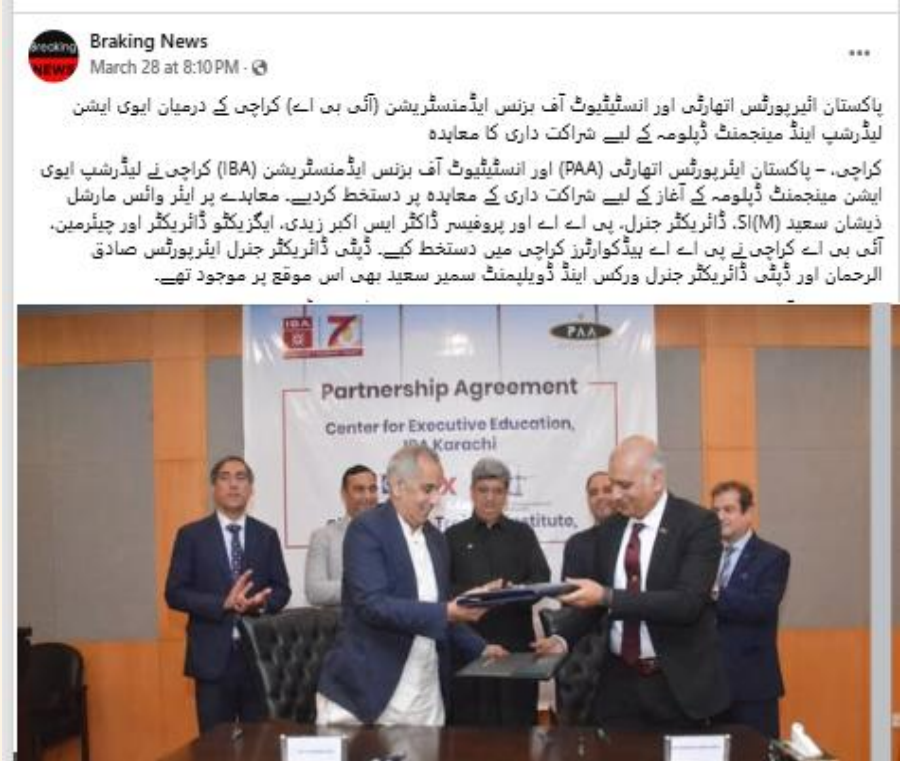 Breaking
NEWS
Braking News
March 28 at 8:10 PM
پاکستان ائیرپورٹس اتھارٹی اور انسٹیٹیوٹ آف بزنس ایڈمنسٹریشن (آئی بی اے) کراچی کے درمیان ایوی ایشن
لیڈرشپ اینڈ مینجمنٹ ڈپلومہ کے لیے شراکت داری کا معاہدہ
کراچی، – پاکستان ایئرپورٹس اتھارٹی (PAA) اور انسٹیٹیوٹ آف بزنس ایڈمنسٹریشن (IBA) کراچی نے لیڈرشپ ایوی
ایشن مینجمنٹ ڈپلومہ کے آغاز کے لیے شراکت داری کے معاہدہ پر دستخط کردیے۔ معاہدے پر ایئر وائس مارشل
ذیشان سعید SI(M)، ڈائریکٹر جنرل، پی اے اے اور پروفیسر ڈاکٹر ایس اکبر زیدی، ایگزیکٹو ڈائریکٹر اور چیئرمین،
آئی بی اے کراچی نے پی اے اے ہیڈکوارٹرز کراچی میں دستخط کیے۔ ڈپٹی ڈائریکٹر جنرل ایئرپورٹس صادق
الرحمان اور ڈپٹی ڈائریکٹر جنرل ورکس اینڈ ڈویلپمنٹ سمیر سعید بھی اس موقع پر موجود تھے۔
IBA
PAA
Partnership Agreement
Center for Executive Education,
IBA Karachi